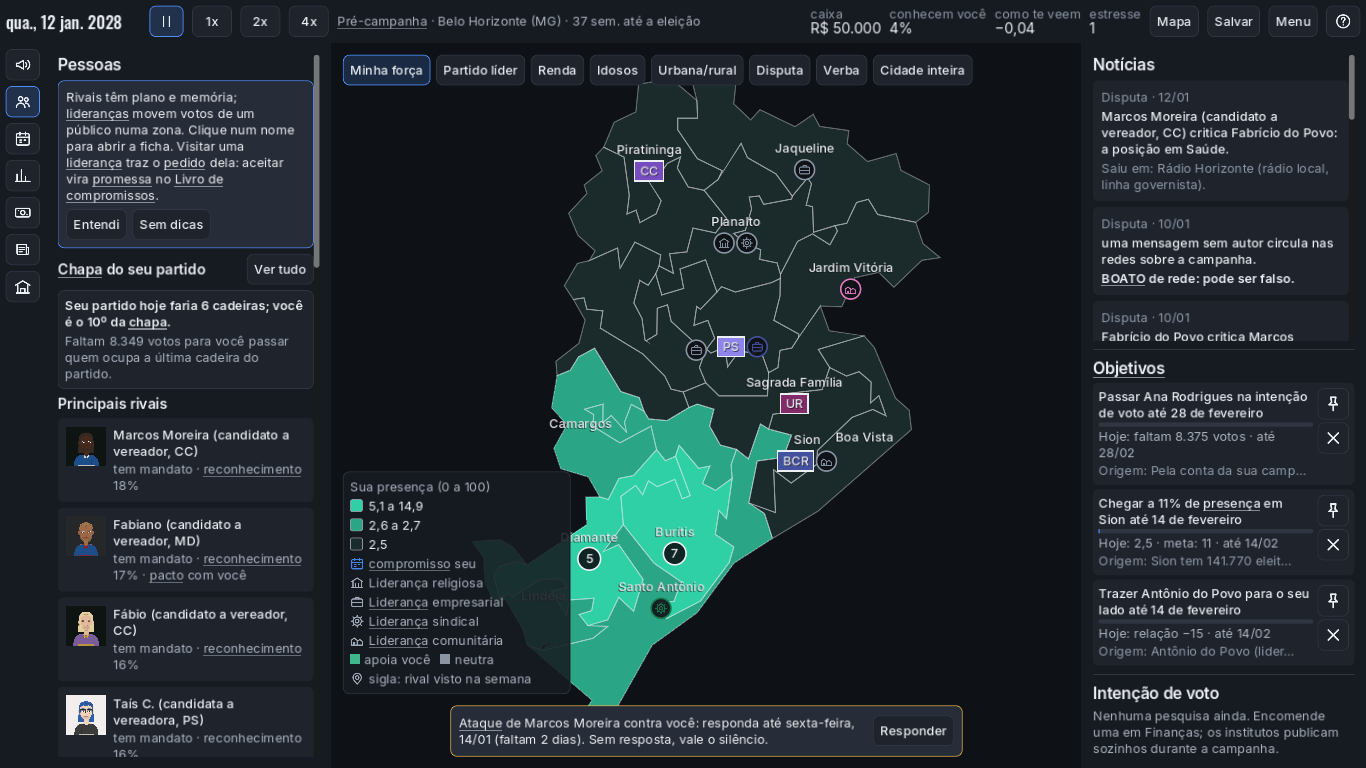 qua., 12 jan. 2028
1x
2x
4x
Pré-campanha · Belo Horizonte (MG) · 37 sem. até a eleição
caixa
R$ 50.000
conhecem você
4%
como te veem
−0,04
estresse
1
Mapa
Salvar
Menu
Pessoas
Rivais têm plano e memória;
lideranças movem votos de um
público numa zona. Clique num nome
para abrir a ficha. Visitar uma
liderança traz o pedido dela: aceitar
vira promessa no Livro de
compromissos.
Entendi
Sem dicas
Chapa do seu partido
Ver tudo
Seu partido hoje faria 6 cadeiras; você
é o 10º da chapa.
Faltam 8.349 votos para você passar
quem ocupa a última cadeira do
partido.
Principais rivais
Marcos Moreira (candidato a
vereador, CC)
tem mandato · reconhecimento
18%
Fabiano (candidato a
vereador, MD)
tem mandato · reconhecimento
17% · pacto com você
Fábio (candidato a vereador,
CC)
tem mandato · reconhecimento
16%
Taís C. (candidata a
vereadora, PS)
tem mandato · reconhecimento
16%
Minha força
Partido líder
Renda
Idosos
Urbana/rural
Disputa
Verba
Cidade inteira
Piratininga
CC
Jaqueline
Planalto
Jardim Vitória
PS
Sagrada Família
UR
Camargos
Sion
Boa Vista
BCR
Diamante
5
Buritis
7
Santo Antônio
Lindéia
Sua presença (0 a 100)
5,1 a 14,9
2,6 a 2,7
2,5
compromisso seu
Liderança religiosa
Liderança empresarial
Liderança sindical
Liderança comunitária
apoia você
neutra
sigla: rival visto na semana
Ataque de Marcos Moreira contra você: responda até sexta-feira,
14/01 (faltam 2 dias). Sem resposta, vale o silêncio.
Responder
Notícias
Disputa · 12/01
Marcos Moreira (candidato a
vereador, CC) critica Fabrício do Povo:
a posição em Saúde.
Saiu em: Rádio Horizonte (rádio local,
linha governista).
Disputa · 10/01
uma mensagem sem autor circula nas
redes sobre a campanha.
BOATO de rede: pode ser falso.
Disputa · 10/01
Fabrício do Povo critica Marcos
Objetivos
Passar Ana Rodrigues na intenção
de voto até 28 de fevereiro
Hoje: faltam 8.375 votos · até
28/02
Origem: Pela conta da sua camp...
Chegar a 11% de presença em
Sion até 14 de fevereiro
Hoje: 2,5 · meta: 11 · até 14/02
Origem: Sion tem 141.770 eleit...
Trazer Antônio do Povo para o seu
lado até 14 de fevereiro
Hoje: relação −15 · até 14/02
Origem: Antônio do Povo (lider...
Intenção de voto
Nenhuma pesquisa ainda. Encomende
uma em Finanças; os institutos publicam
sozinhos durante a campanha.